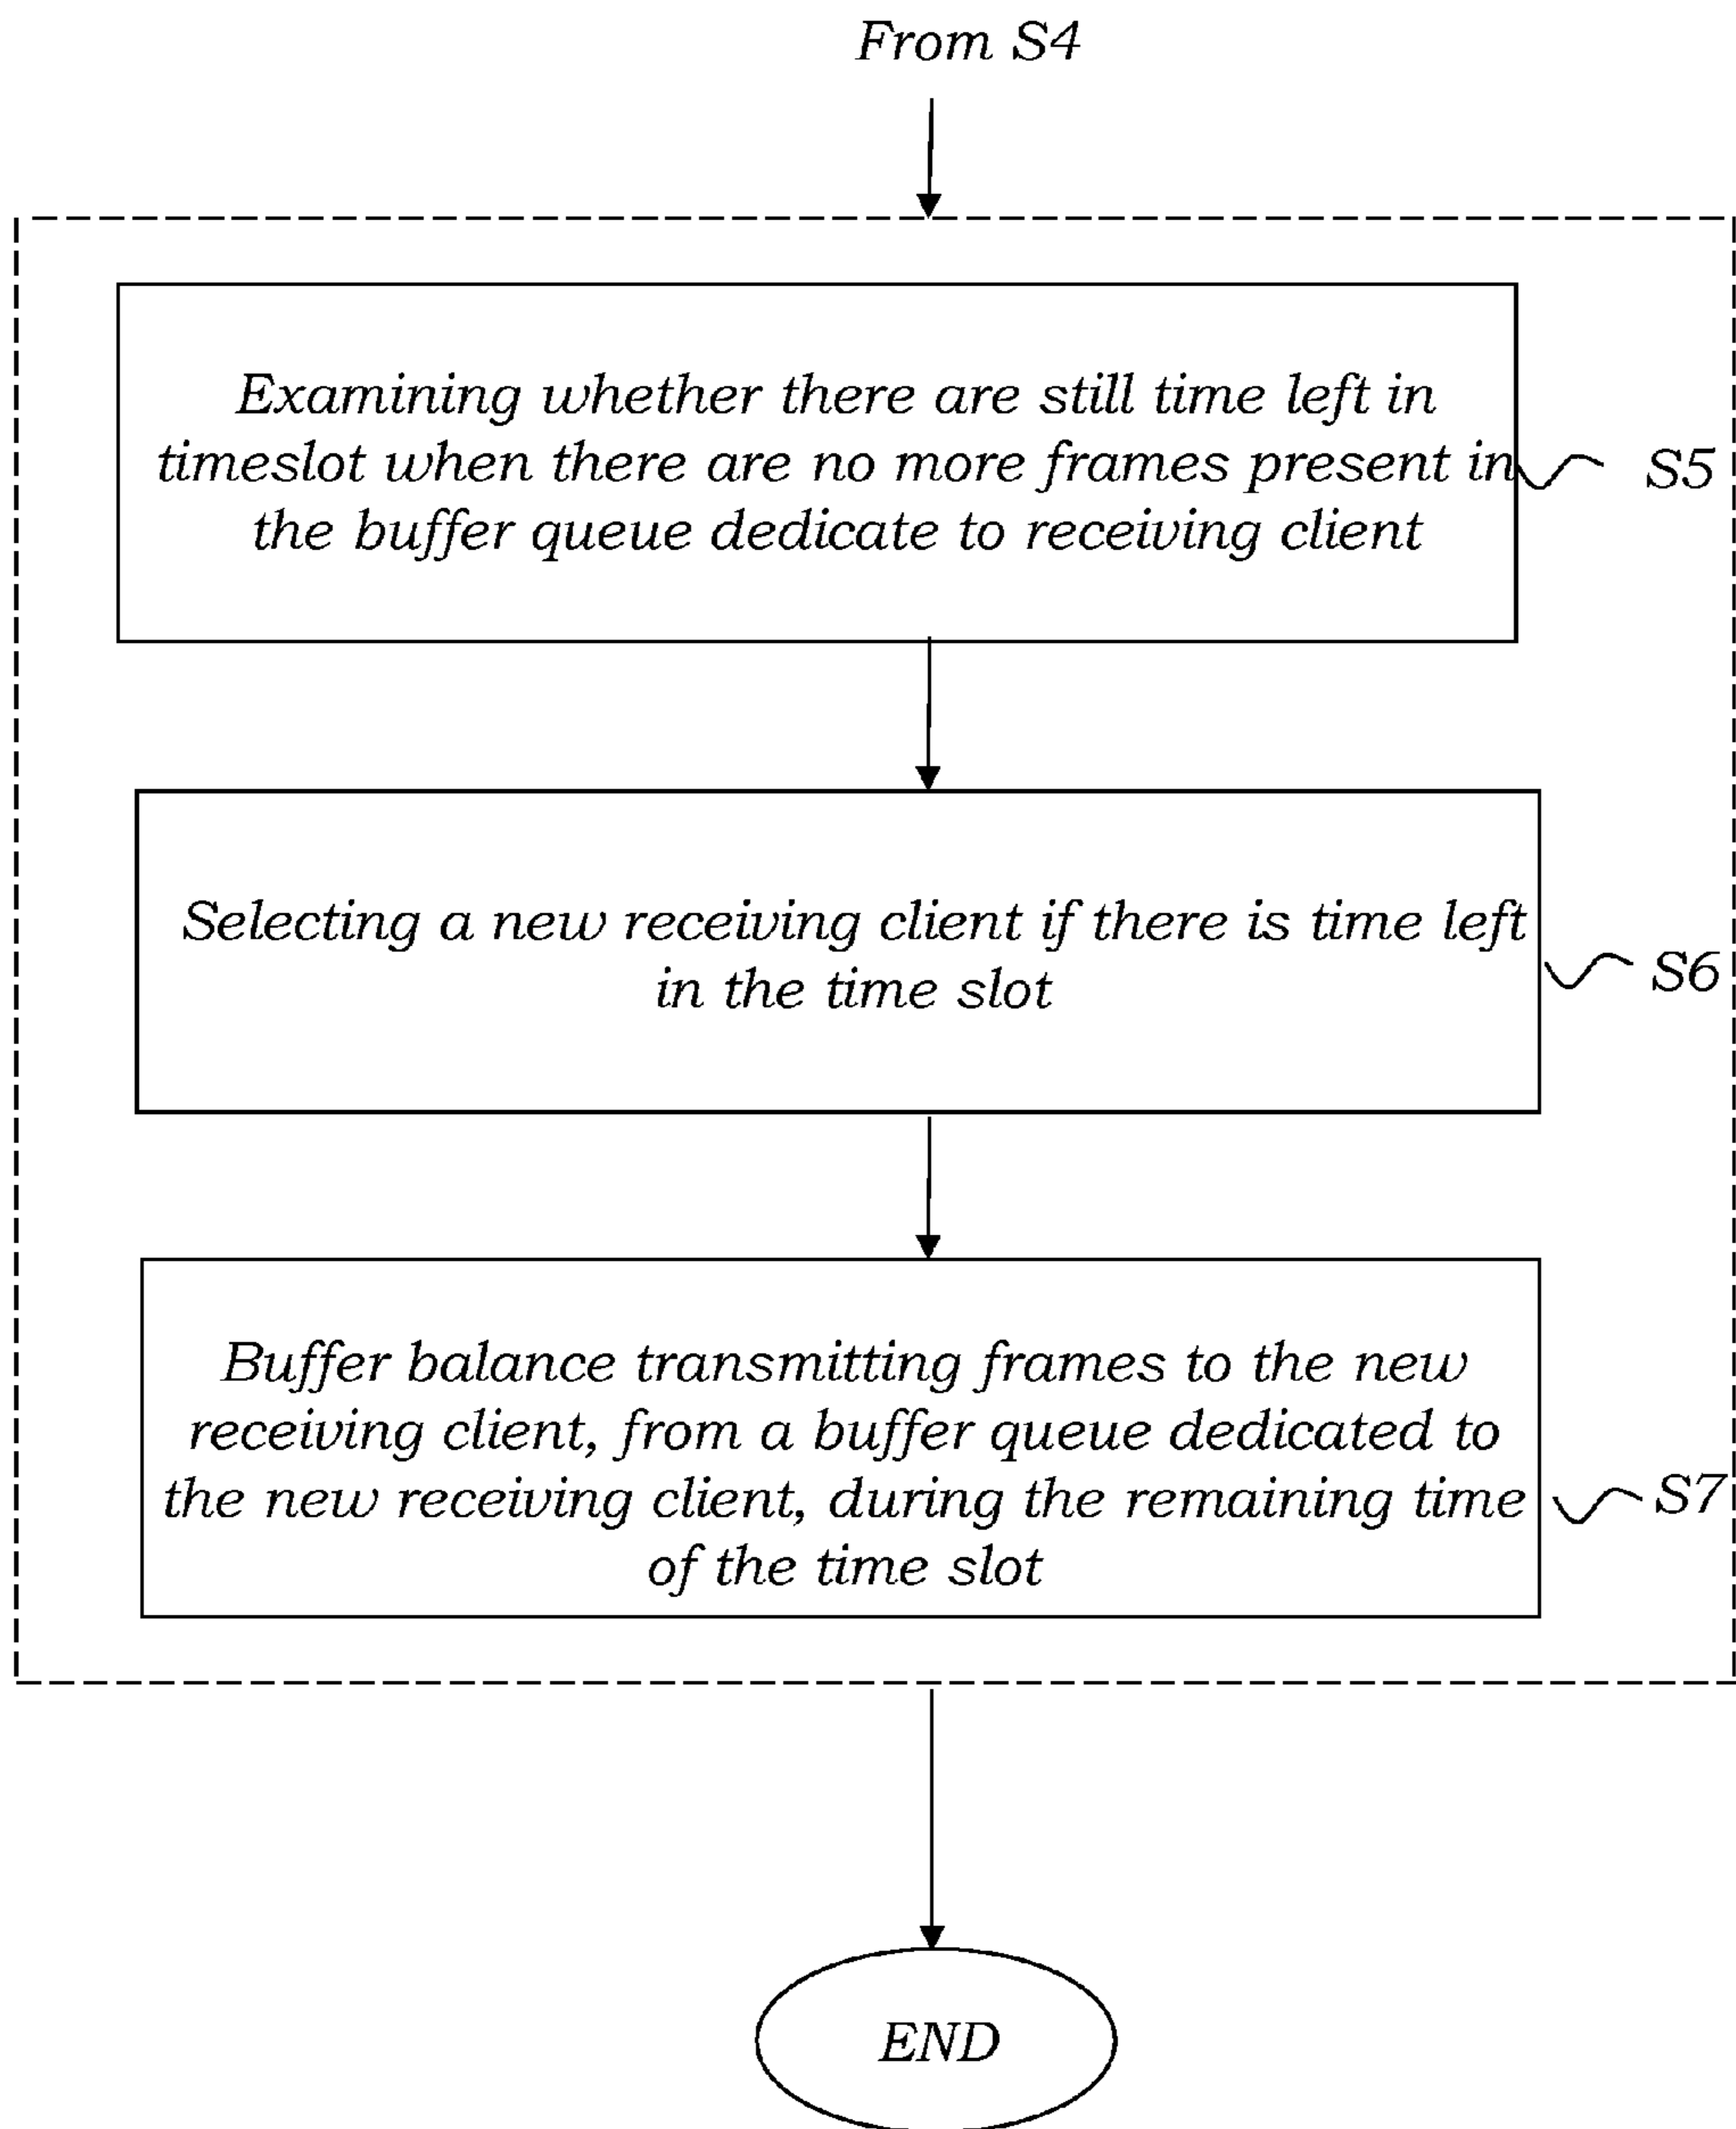 From S4
Examining whether there are still time left in
timeslot when there are no more frames present in
the buffer queue dedicate to receiving client
S5
Selecting a new receiving client if there is time left
in the time slot
S6
Buffer balance transmitting frames to the new
receiving client, from a buffer queue dedicated to
the new receiving client, during the remaining time
of the time slot
S7
END